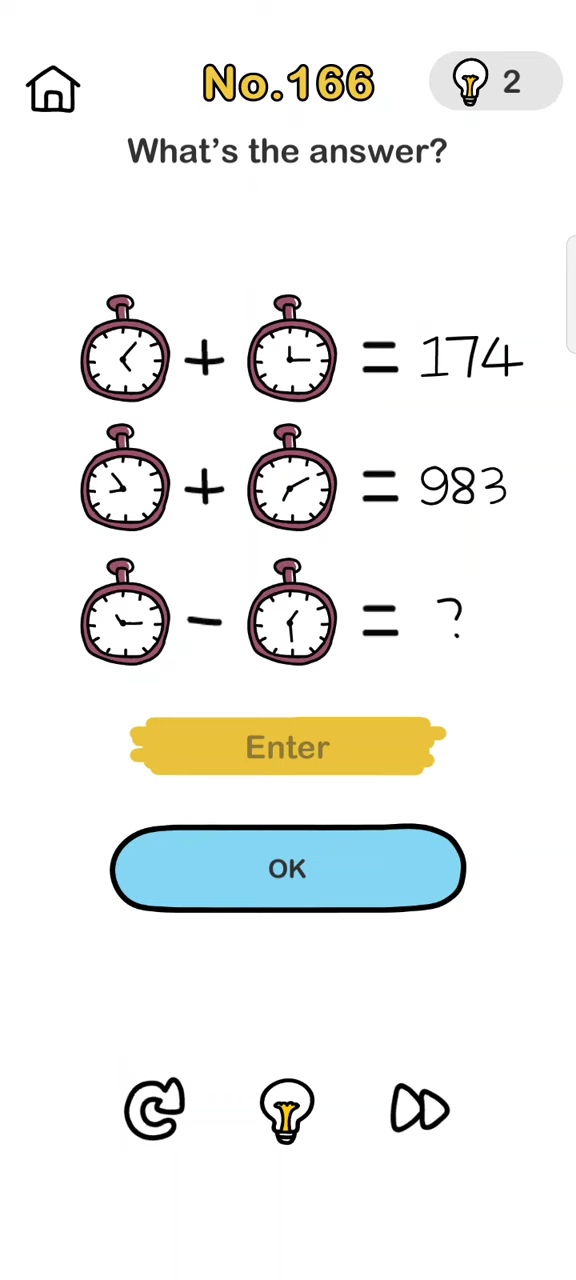 No.166
2
What's the answer?
+ = 174
+ = 983
- = ?
Enter
OK